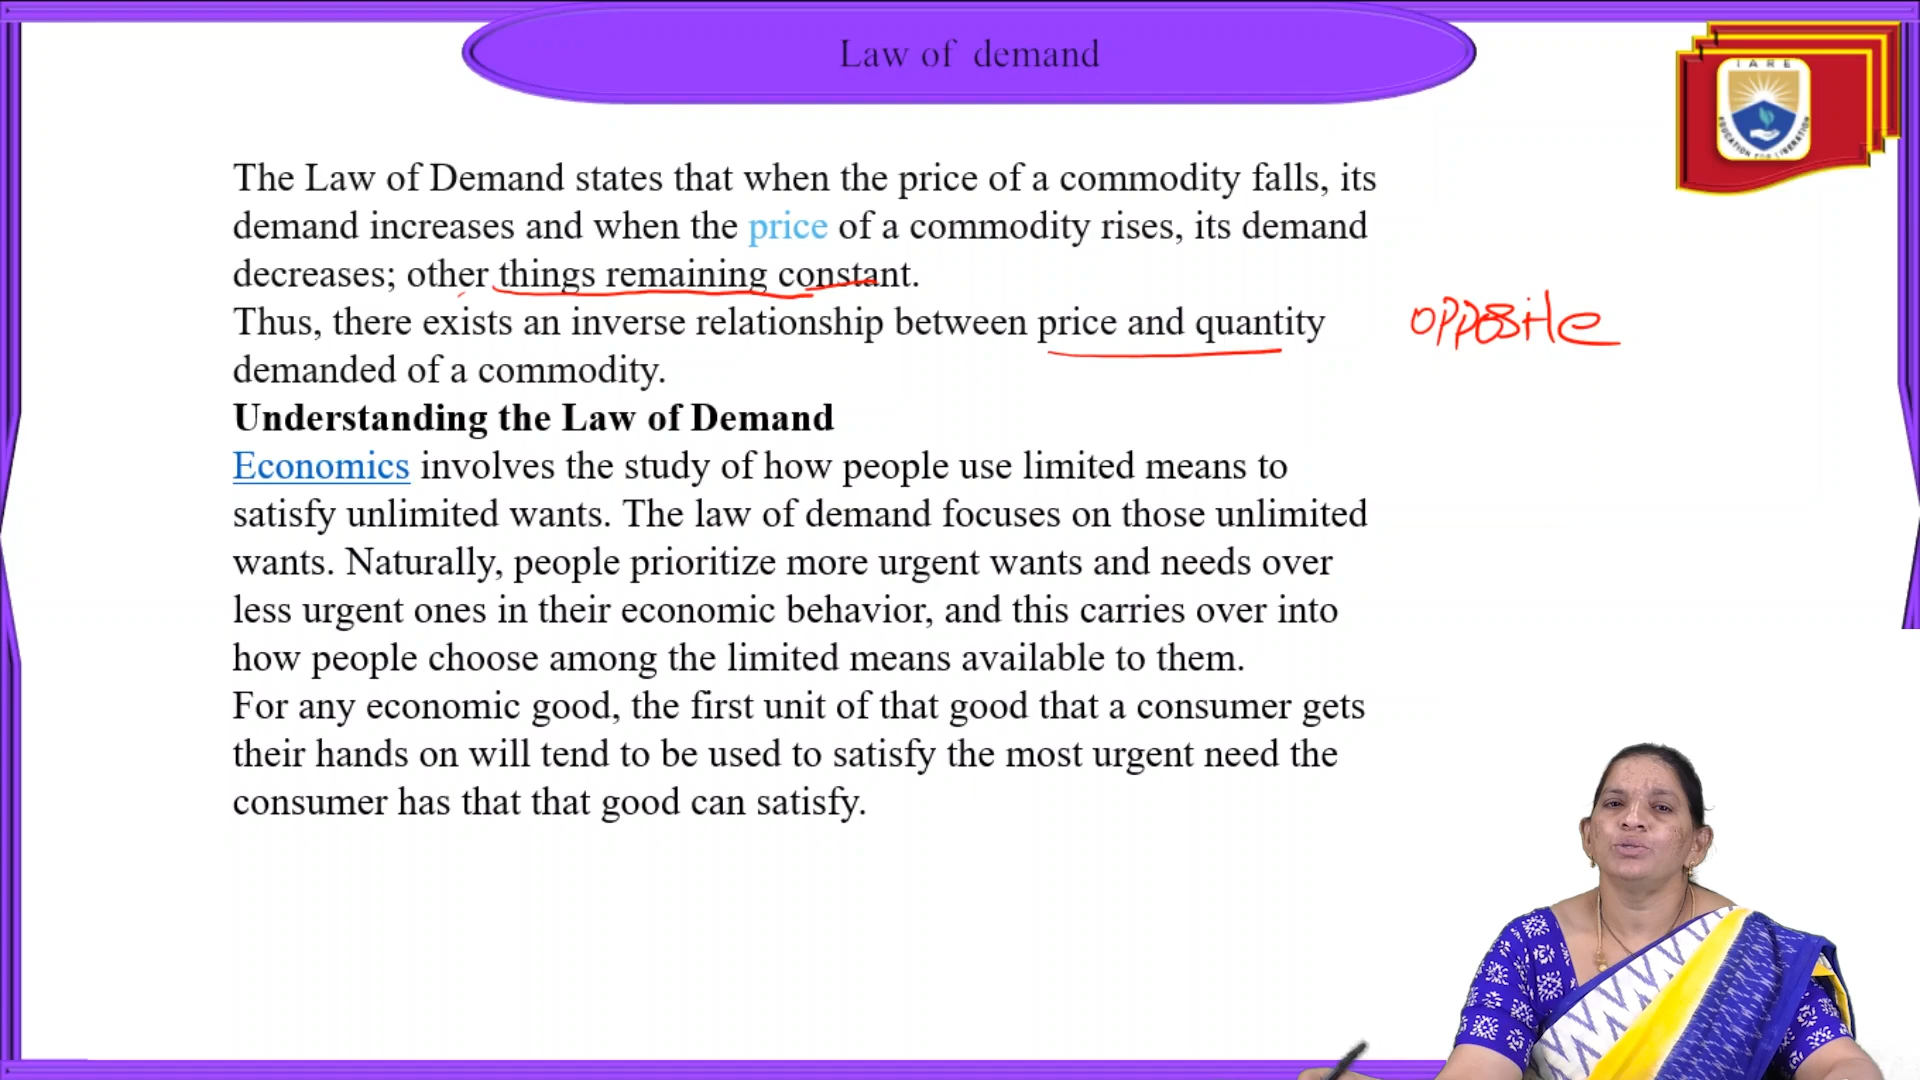 Law of demand
IARE
EDUCATION FOR LIBERATION
The Law of Demand states that when the price of a commodity falls, its
demand increases and when the price of a commodity rises, its demand
decreases; other things remaining constant.
Thus, there exists an inverse relationship between price and quantity
opposite
demanded of a commodity.
Understanding the Law of Demand
Economics involves the study of how people use limited means to
satisfy unlimited wants. The law of demand focuses on those unlimited
wants. Naturally, people prioritize more urgent wants and needs over
less urgent ones in their economic behavior, and this carries over into
how people choose among the limited means available to them.
For any economic good, the first unit of that good that a consumer gets
their hands on will tend to be used to satisfy the most urgent need the
consumer has that that good can satisfy.